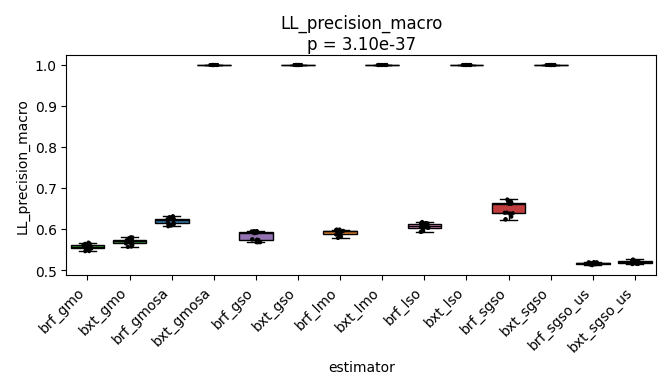 LL_precision_macro
p = 3.10e-37
LL_precision_macro
1.0
0.9
0.8
0.7
0.6
0.5
brf_gmo
bxt_gmo
brf_gmosa
bxt_gmosa
brf_gso
bxt_gso
brf_lmo
bxt_lmo
brf_lso
bxt_lso
brf_sgso
bxt_sgso
brf_sgso_us
bxt_sgso_us
estimator